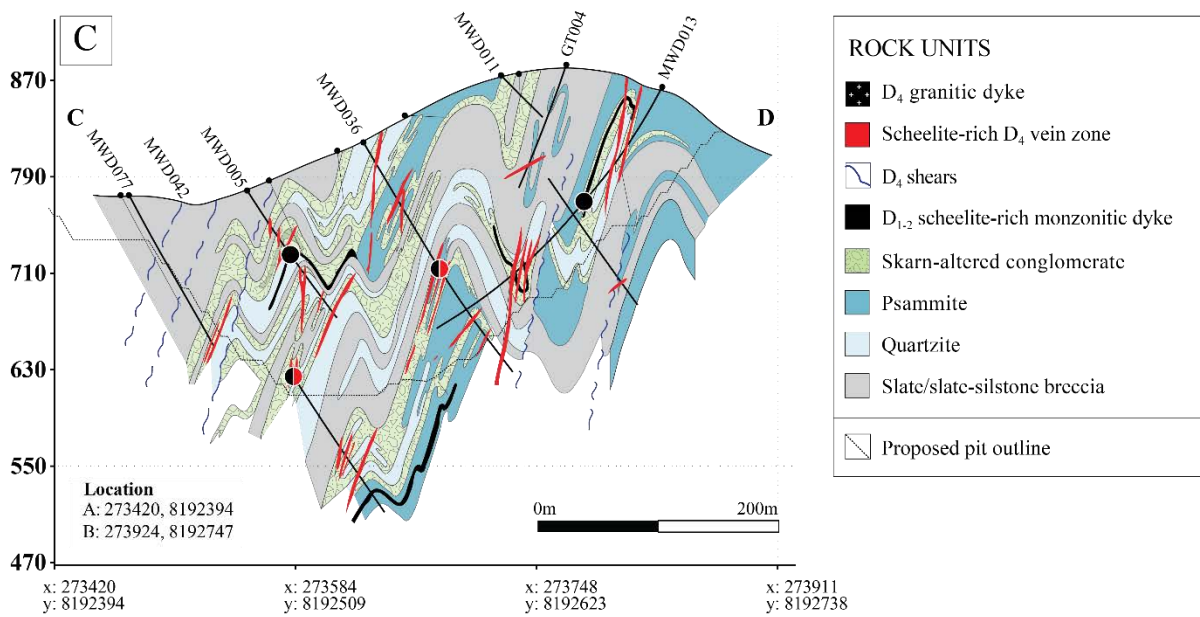 C
870
790
710
630
550
470
C
D
MWD077
MWD042
MWD005
MWD036
MWD011
GT004
MWD013
Location
A: 273420, 8192394
B: 273924, 8192747
0m 200m
x: 273420
y: 8192394
x: 273584
y: 8192509
x: 273748
y: 8192623
x: 273911
y: 8192738
ROCK UNITS
D4 granitic dyke
Scheelite-rich D4 vein zone
D4 shears
D1-2 scheelite-rich monzonitic dyke
Skarn-altered conglomerate
Psammite
Quartzite
Slate/slate-silstone breccia
Proposed pit outline